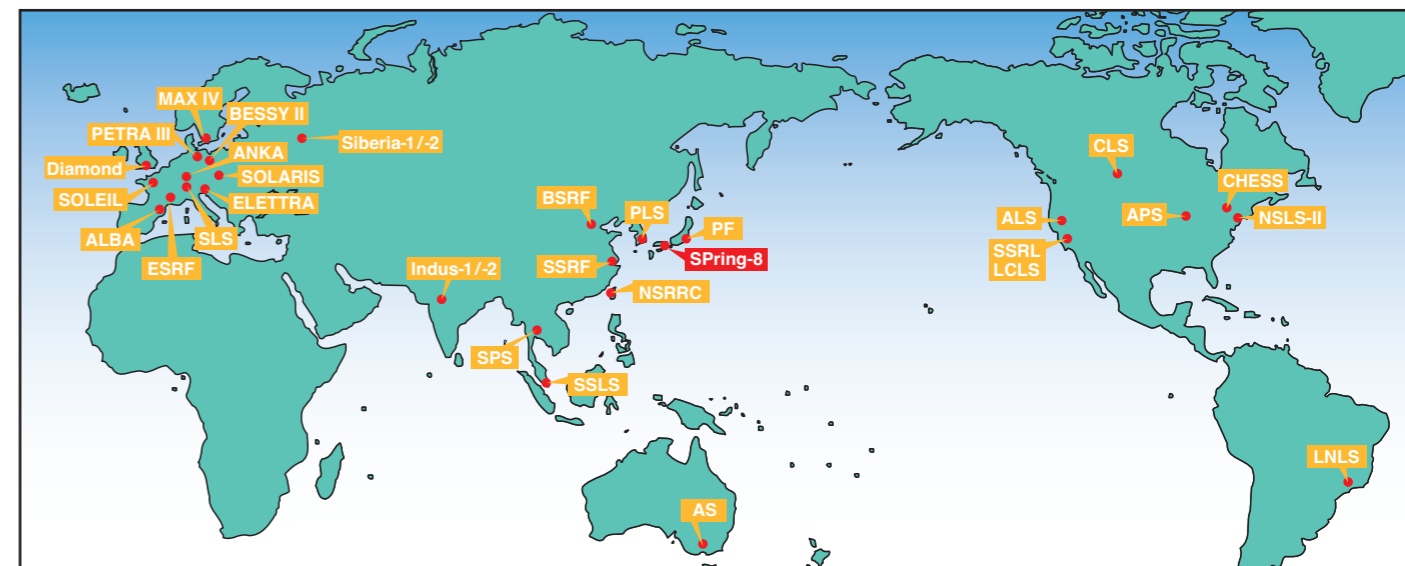 MAX IV
BESSY II
PETRA III
Siberia-1/-2
ANKA
Diamond
SOLARIS
SOLEIL
ELETTRA
ALBA
SLS
ESRF
BSRF
PLS
PF
SPring-8
SSRF
Indus-1/-2
NSRRC
SPS
SSLS
AS
CLS
CHESS
ALS
APS
NSLS-II
SSRL
LCLS
LNLS